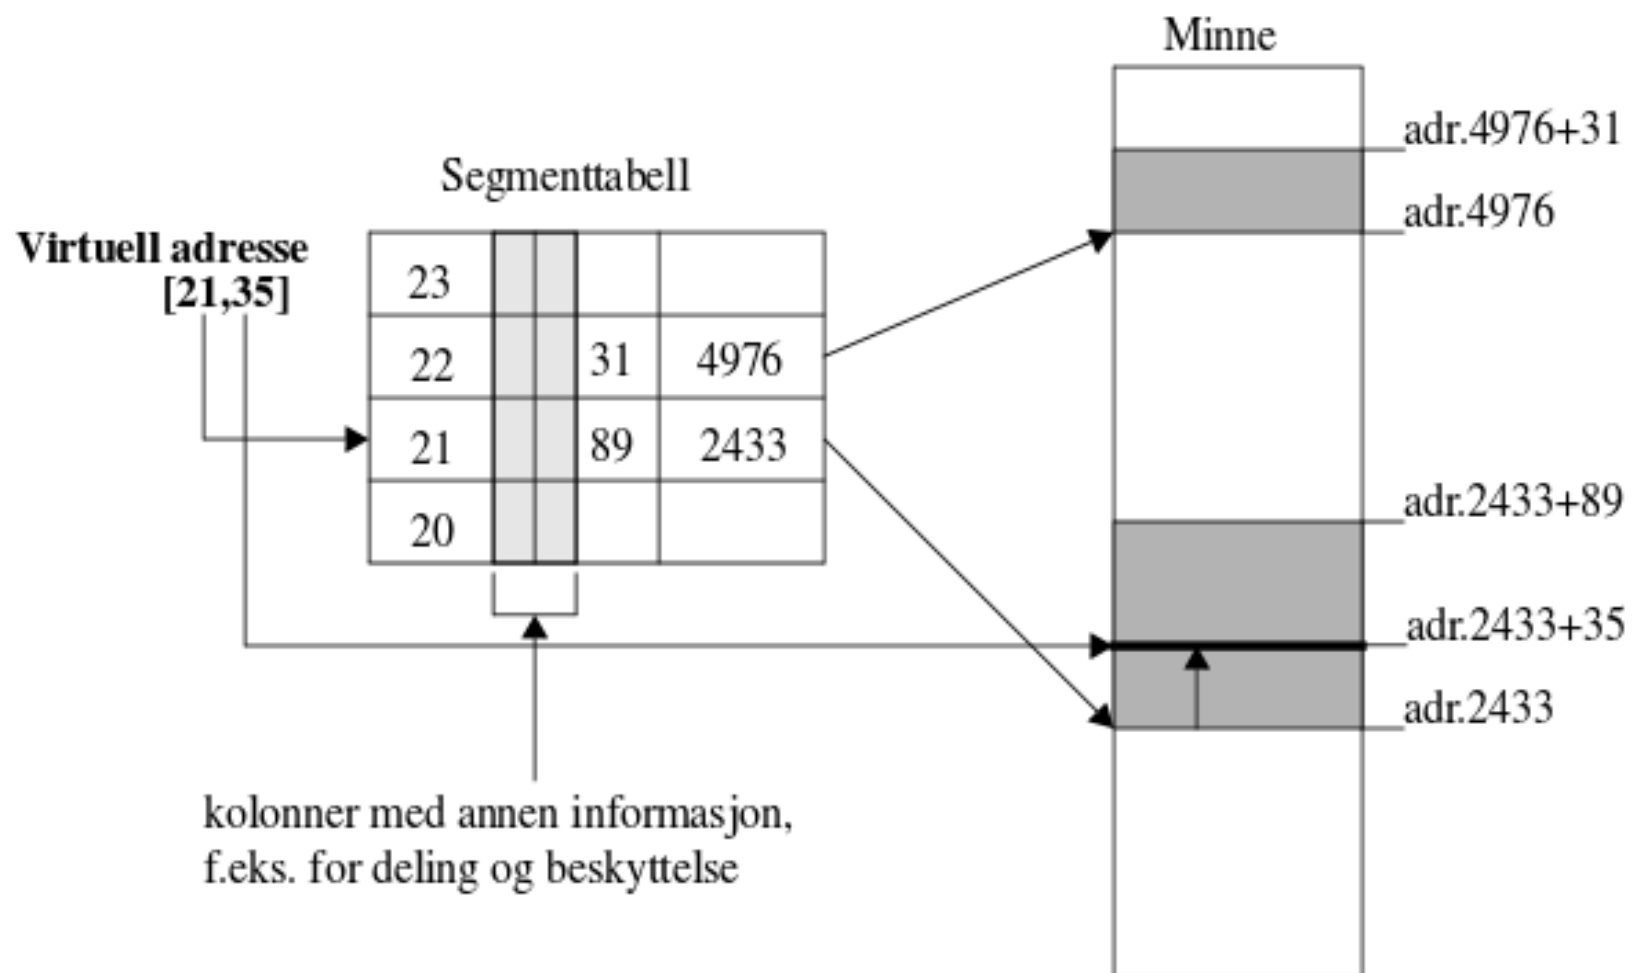 Minne
adr.4976+31
Segmenttabell
adr.4976
Virtuell adresse
[21,35]
23
22 31 4976
21 89 2433
20
adr.2433+89
adr.2433+35
adr.2433
kolonner med annen informasjon,
f.eks. for deling og beskyttelse